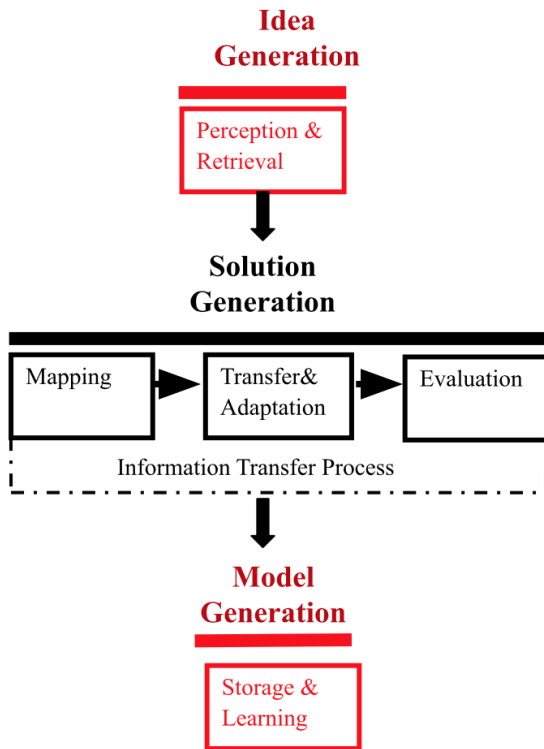 Idea
Generation
Perception &
Retrieval
Solution
Generation
Mapping
Transfer&
Adaptation
Evaluation
Information Transfer Process
Model
Generation
Storage &
Learning